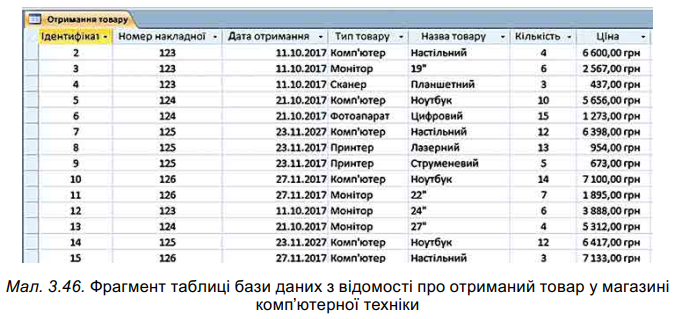 Отримання товару
Ідентифікат Номер накладної Дата отримання Тип товару Назва товару Кількість Ціна
2 123 11.10.2017 Комп'ютер Настільний 4 6 600,00 грн
3 123 11.10.2017 Монітор 19" 6 2 567,00 грн
4 123 11.10.2017 Сканер Планшетний 3 437,00 грн
5 124 21.10.2017 Комп'ютер Ноутбук 10 5 656,00 грн
6 124 21.10.2017 Фотоапарат Цифровий 15 1 273,00 грн
7 125 23.11.2027 Комп'ютер Настільний 12 6 398,00 грн
8 125 23.11.2017 Принтер Лазерний 13 954,00 грн
9 125 23.11.2017 Принтер Струменевий 5 673,00 грн
10 126 27.11.2017 Комп'ютер Ноутбук 14 7 100,00 грн
11 126 27.11.2017 Монітор 22" 7 1 895,00 грн
12 123 11.10.2017 Монітор 24" 6 3 888,00 грн
13 124 21.10.2017 Монітор 27" 4 5 312,00 грн
14 125 23.11.2027 Комп'ютер Ноутбук 12 6 417,00 грн
15 126 27.11.2017 Комп'ютер Настільний 3 7 133,00 грн
Мал. 3.46. Фрагмент таблиці бази даних з відомості про отриманий товар у магазині
комп'ютерної техніки